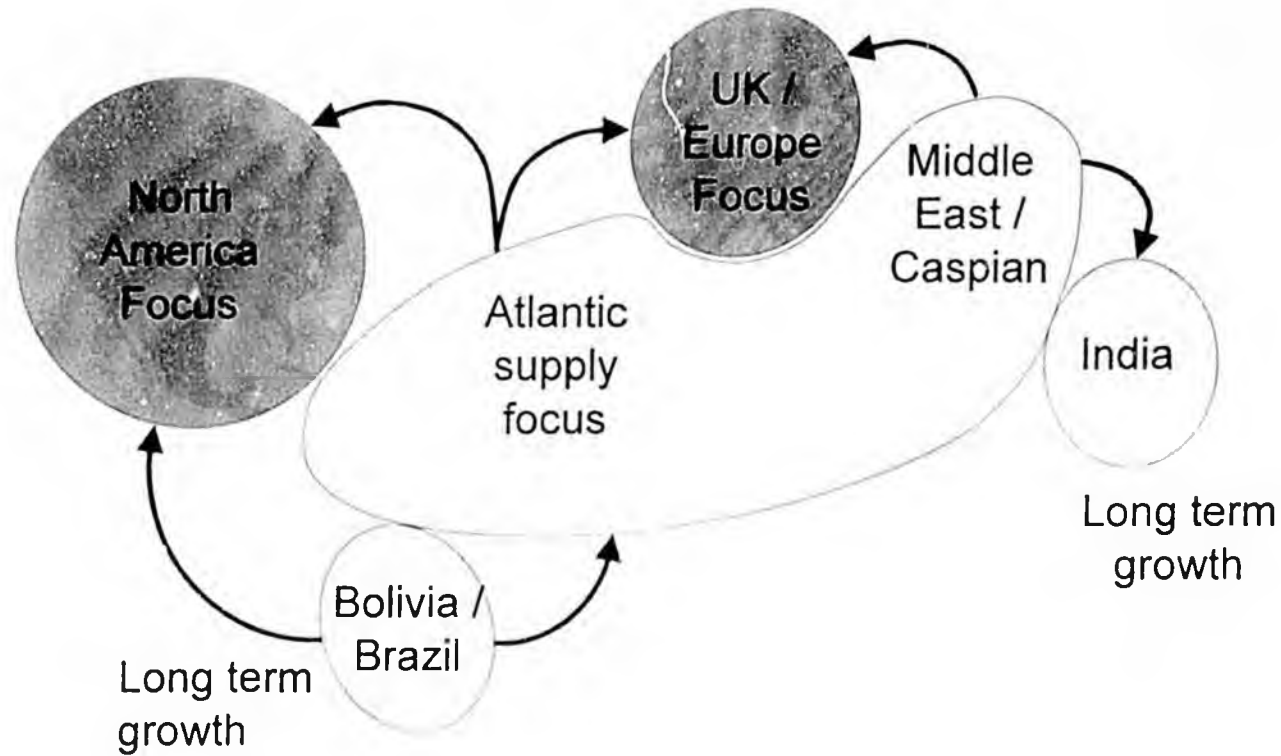 North
America
Focus
UK /
Europe
Focus
Middle
East /
Caspian
Atlantic
supply
focus
India
Long term
growth
Bolivia /
Brazil
Long term
growth